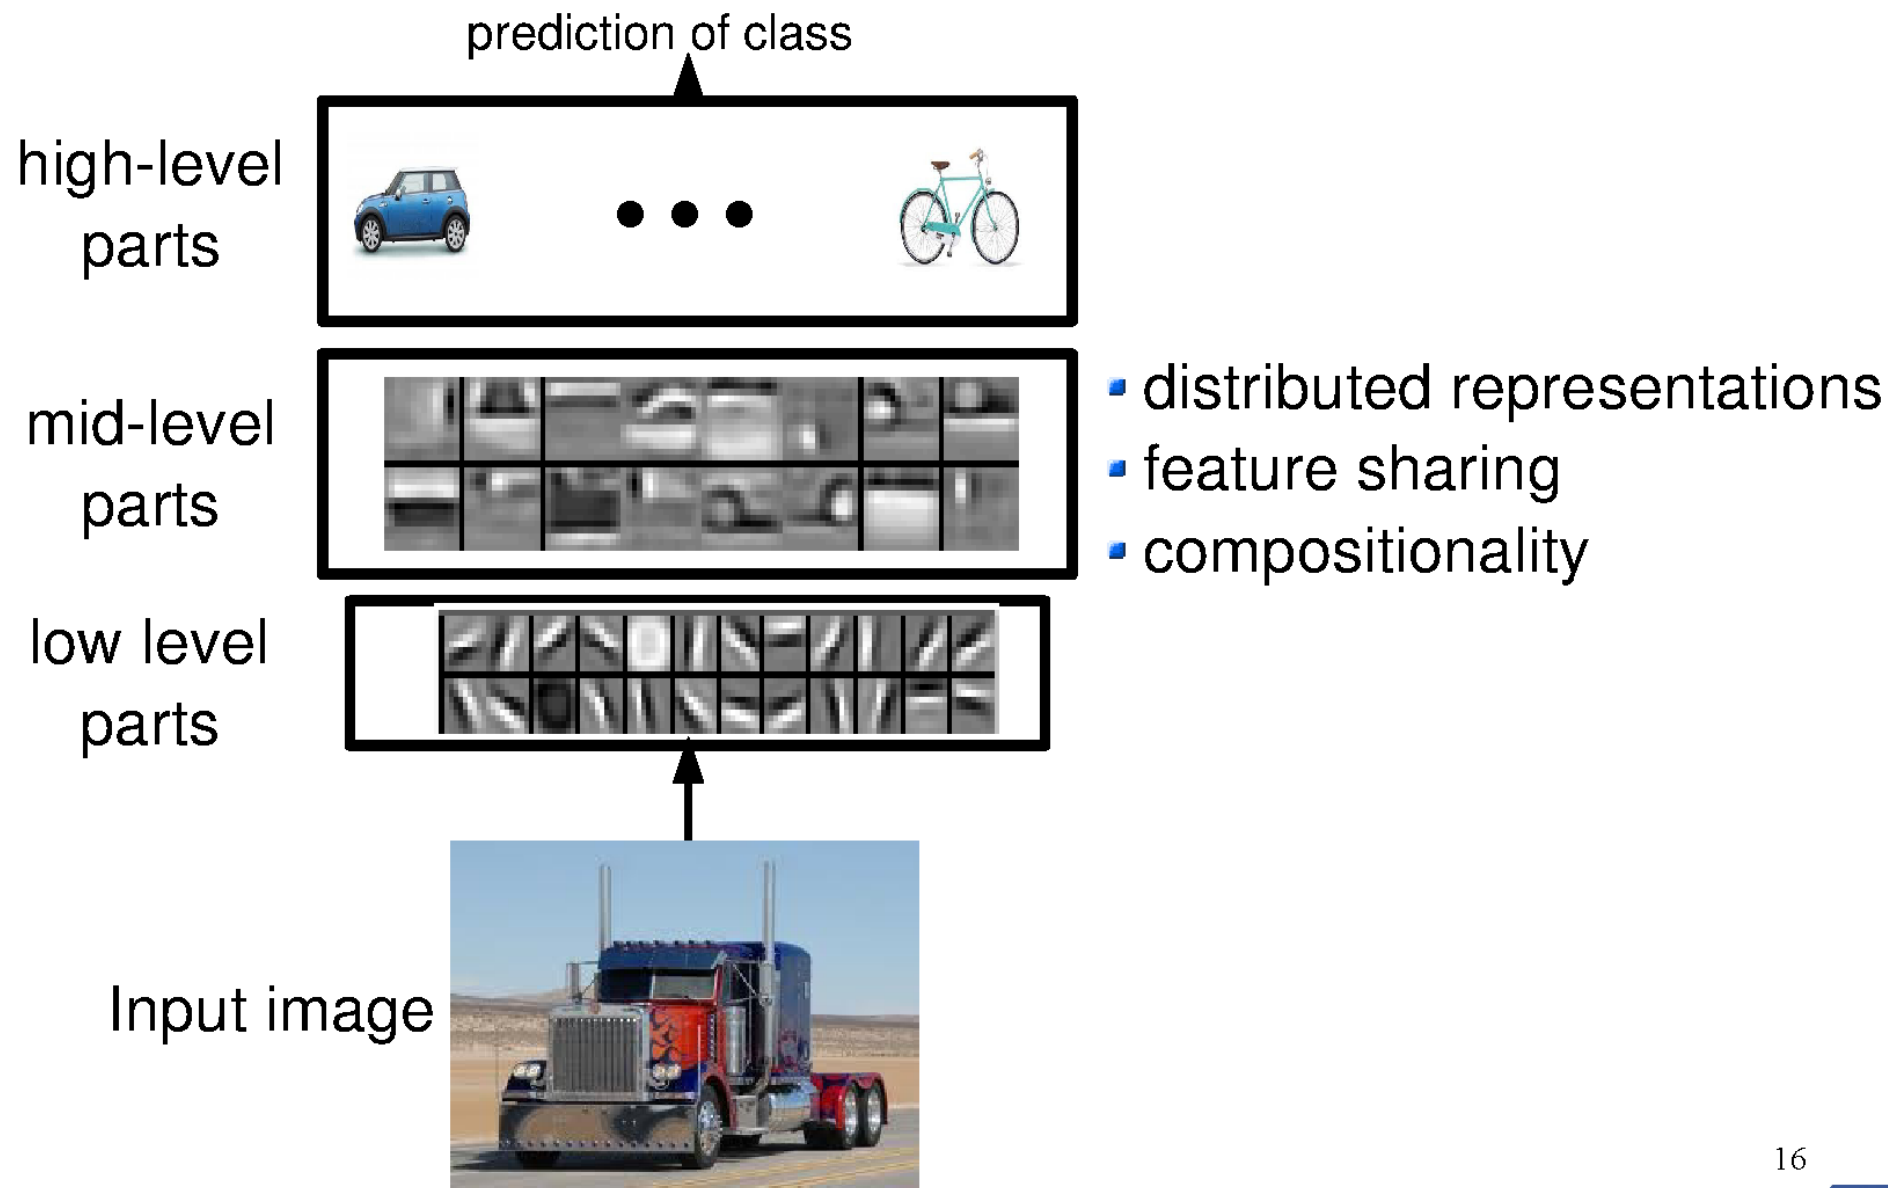 prediction of class
high-level
parts
mid-level
parts
distributed representations
feature sharing
compositionality
low level
parts
Input image
16